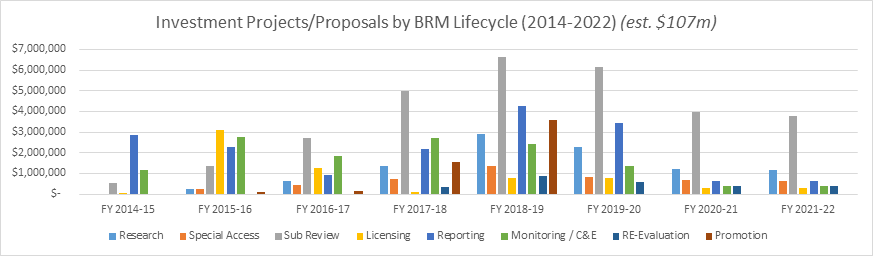 Investment Projects/Proposals by BRM Lifecycle (2014-2022) (est. $107m)
$7,000,000
$6,000,000
$5,000,000
$4,000,000
$3,000,000
$2,000,000
$1,000,000
$-
FY 2014-15 FY 2015-16 FY 2016-17 FY 2017-18 FY 2018-19 FY 2019-20 FY 2020-21 FY 2021-22
Research Special Access Sub Review Licensing Reporting Monitoring / C&E RE-Evaluation Promotion